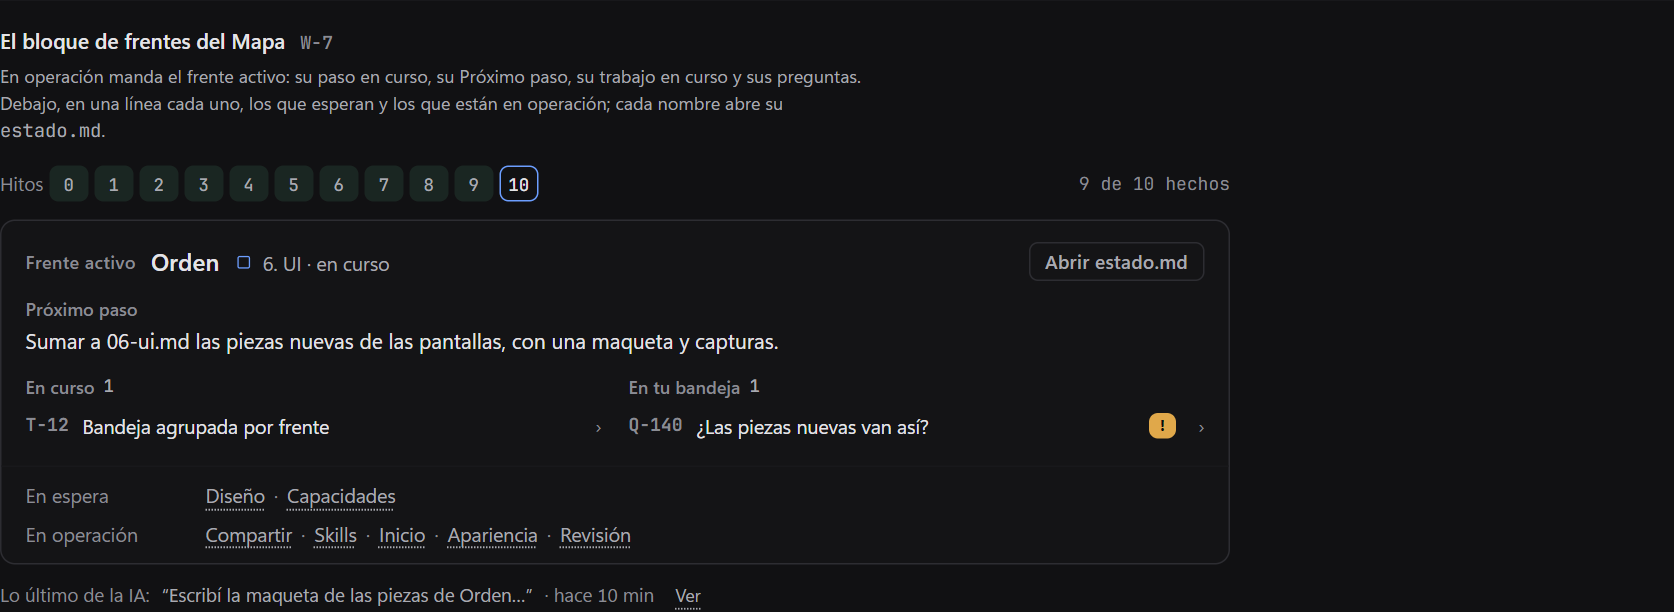 El bloque de frentes del Mapa W-7
En operación manda el frente activo: su paso en curso, su Próximo paso, su trabajo en curso y sus preguntas.
Debajo, en una línea cada uno, los que esperan y los que están en operación; cada nombre abre su
estado.md.
Hitos 0 1 2 3 4 5 6 7 8 9 10 9 de 10 hechos
Frente activo Orden 6. UI · en curso Abrir estado.md
Próximo paso
Sumar a 06-ui.md las piezas nuevas de las pantallas, con una maqueta y capturas.
En curso 1 En tu bandeja 1
T-12 Bandeja agrupada por frente › Q-140 ¿Las piezas nuevas van así? ! ›
En espera Diseño · Capacidades
En operación Compartir · Skills · Inicio · Apariencia · Revisión
Lo último de la IA: “Escribí la maqueta de las piezas de Orden…” · hace 10 min Ver